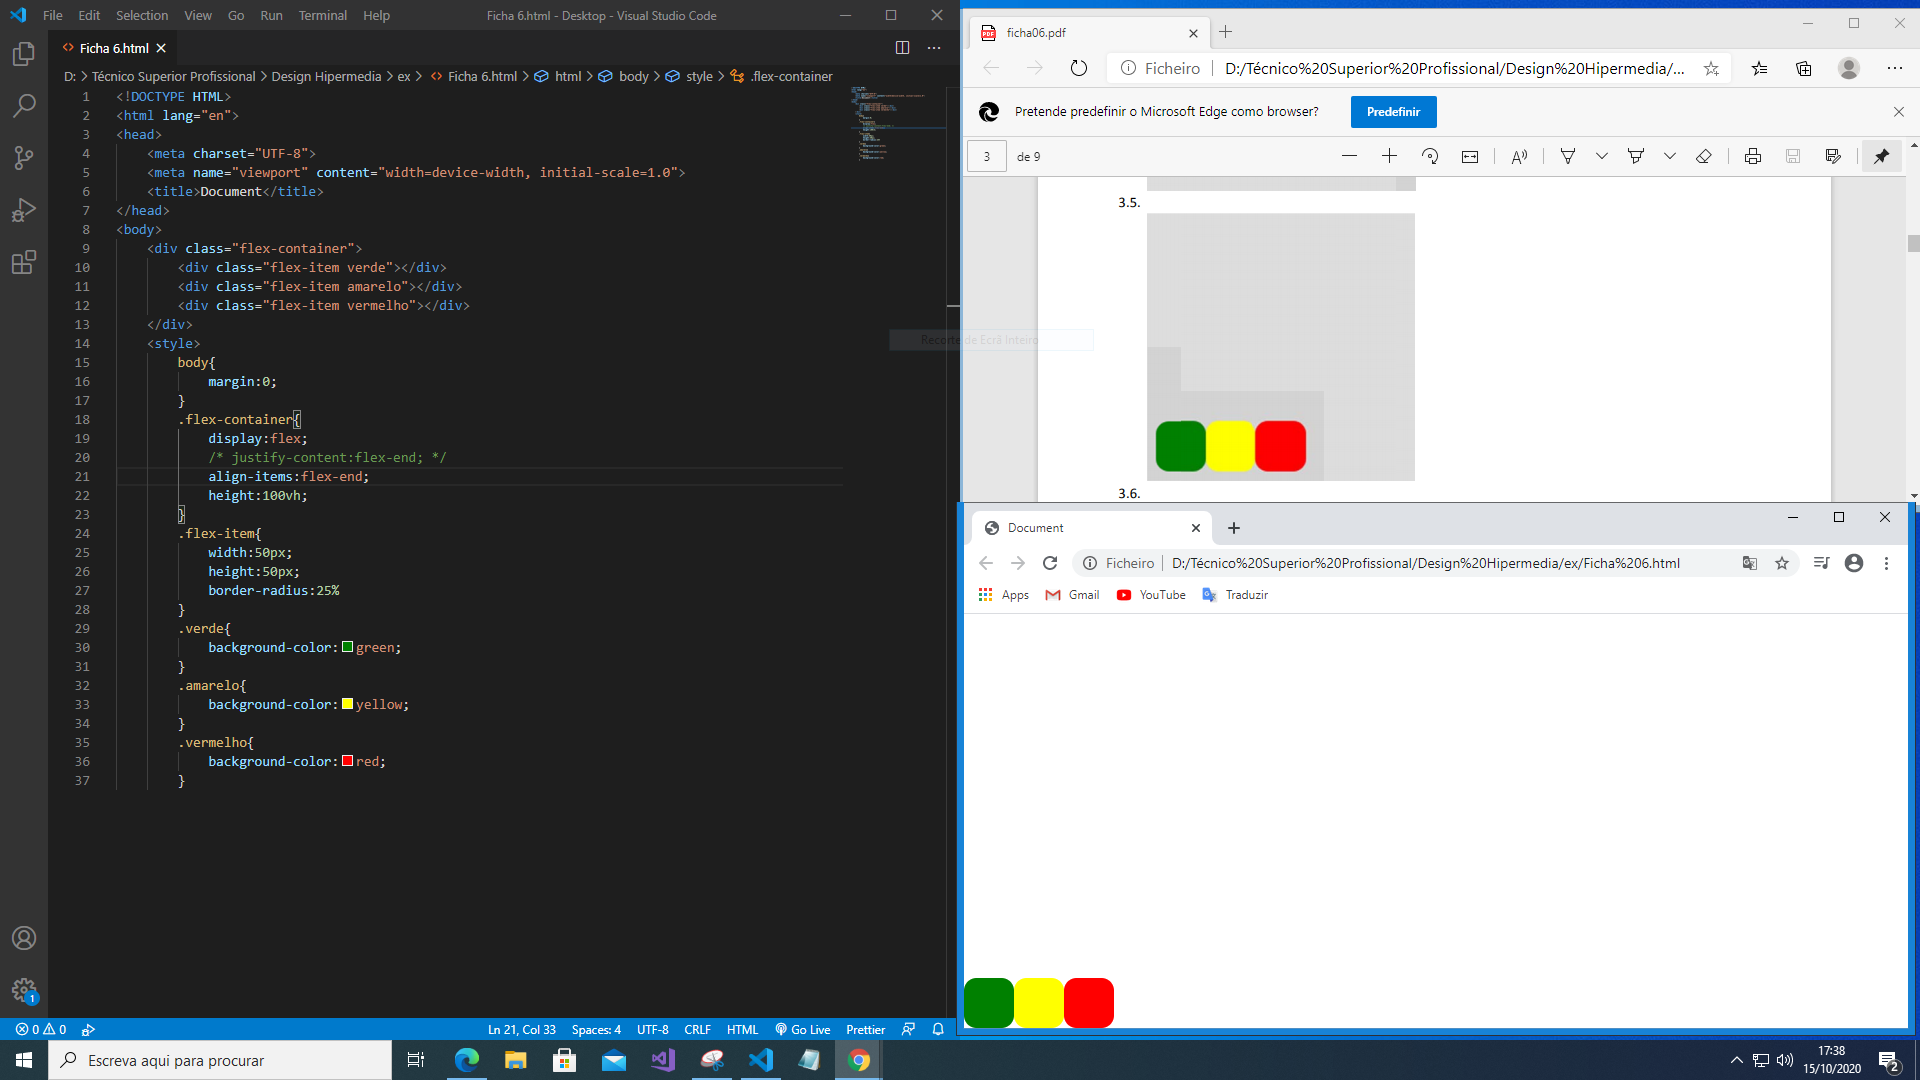 File Edit Selection View Go Run Terminal Help
Ficha 6.html - Desktop - Visual Studio Code
Ficha 6.html
D: > Técnico Superior Profissional > Design Hipermedia > ex > Ficha 6.html > html > body > style > .flex-container
1 <!DOCTYPE HTML>
2 <html lang="en">
3 <head>
4 <meta charset="UTF-8">
5 <meta name="viewport" content="width=device-width, initial-scale=1.0">
6 <title>Document</title>
7 </head>
8 <body>
9 <div class="flex-container">
10 <div class="flex-item verde"></div>
11 <div class="flex-item amarelo"></div>
12 <div class="flex-item vermelho"></div>
13 </div>
14 <style>
15 body{
16 margin:0;
17 }
18 .flex-container{
19 display:flex;
20 /* justify-content:flex-end; */
21 align-items:flex-end;
22 height:100vh;
23 }
24 .flex-item{
25 width:50px;
26 height:50px;
27 border-radius:25%
28 }
29 .verde{
30 background-color:green;
31 }
32 .amarelo{
33 background-color:yellow;
34 }
35 .vermelho{
36 background-color:red;
37 }
1
0 0
Ln 21, Col 33 Spaces: 4 UTF-8 CRLF HTML Go Live Prettier
ficha06.pdf
Ficheiro D:/Técnico%20Superior%20Profissional/Design%20Hipermedia/...
Pretende predefinir o Microsoft Edge como browser? Predefinir
3 de 9
3.5.
Recorte de Ecrã Inteiro
3.6.
Document
Ficheiro D:/Técnico%20Superior%20Profissional/Design%20Hipermedia/ex/Ficha%206.html
Apps Gmail YouTube Traduzir
Escreva aqui para procurar
17:38
15/10/2020
2